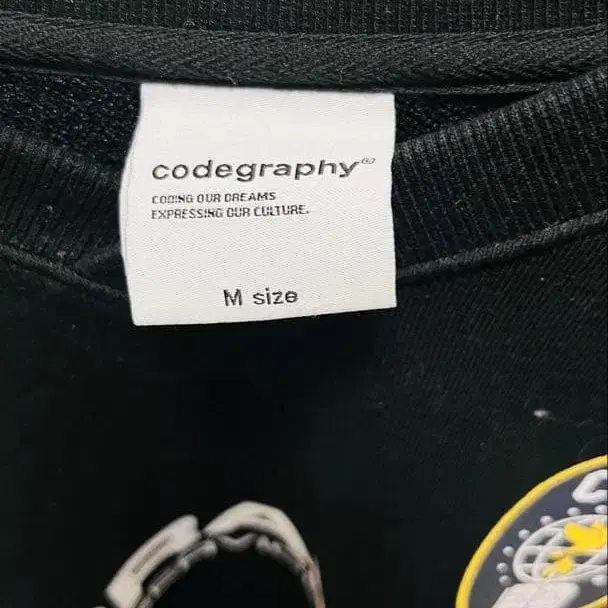 codegraphy®
CODING OUR DREAMS
EXPRESSING OUR CULTURE.
M size
C